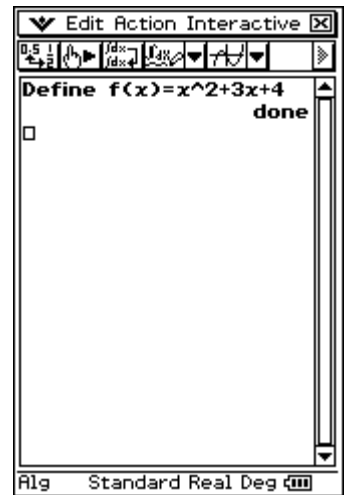 Edit Action Interactive
Define f(x)=x^2+3x+4
done
Alg Standard Real Deg